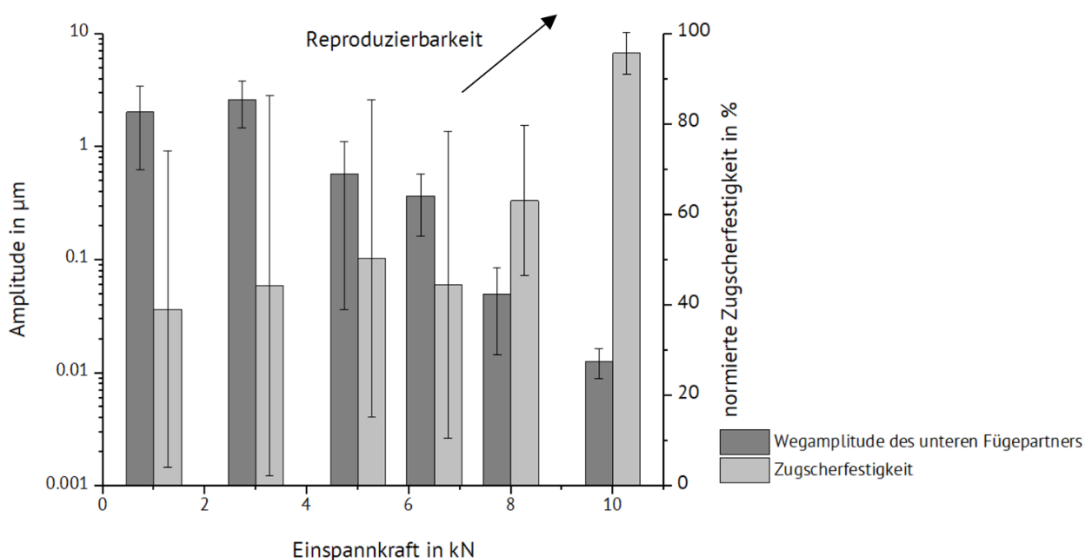 Reproduzierbarkeit
Amplitude in µm
10
1
0.1
0.01
0.001
100
80
60
40
20
0
normierte Zugscherfestigkeit in %
0 2 4 6 8 10
Einspannkraft in kN
Wegamplitude des unteren Fügepartners
Zugscherfestigkeit